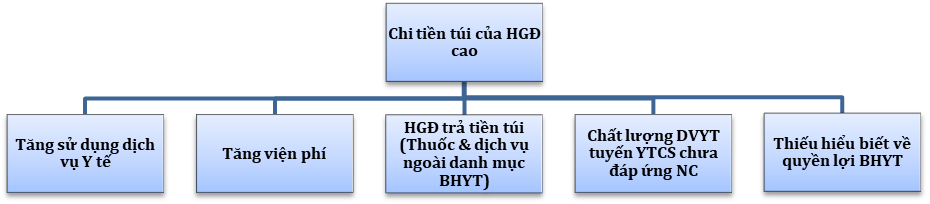 Chi tiền túi của HGĐ
cao
Tăng sử dụng dịch
vụ Y tế
Tăng viện phí
HGĐ trả tiền túi
(Thuốc & dịch vụ
ngoài danh mục
BHYT)
Chất lượng DVYT
tuyến YTCS chưa
đáp ứng NC
Thiếu hiểu biết về
quyền lợi BHYT